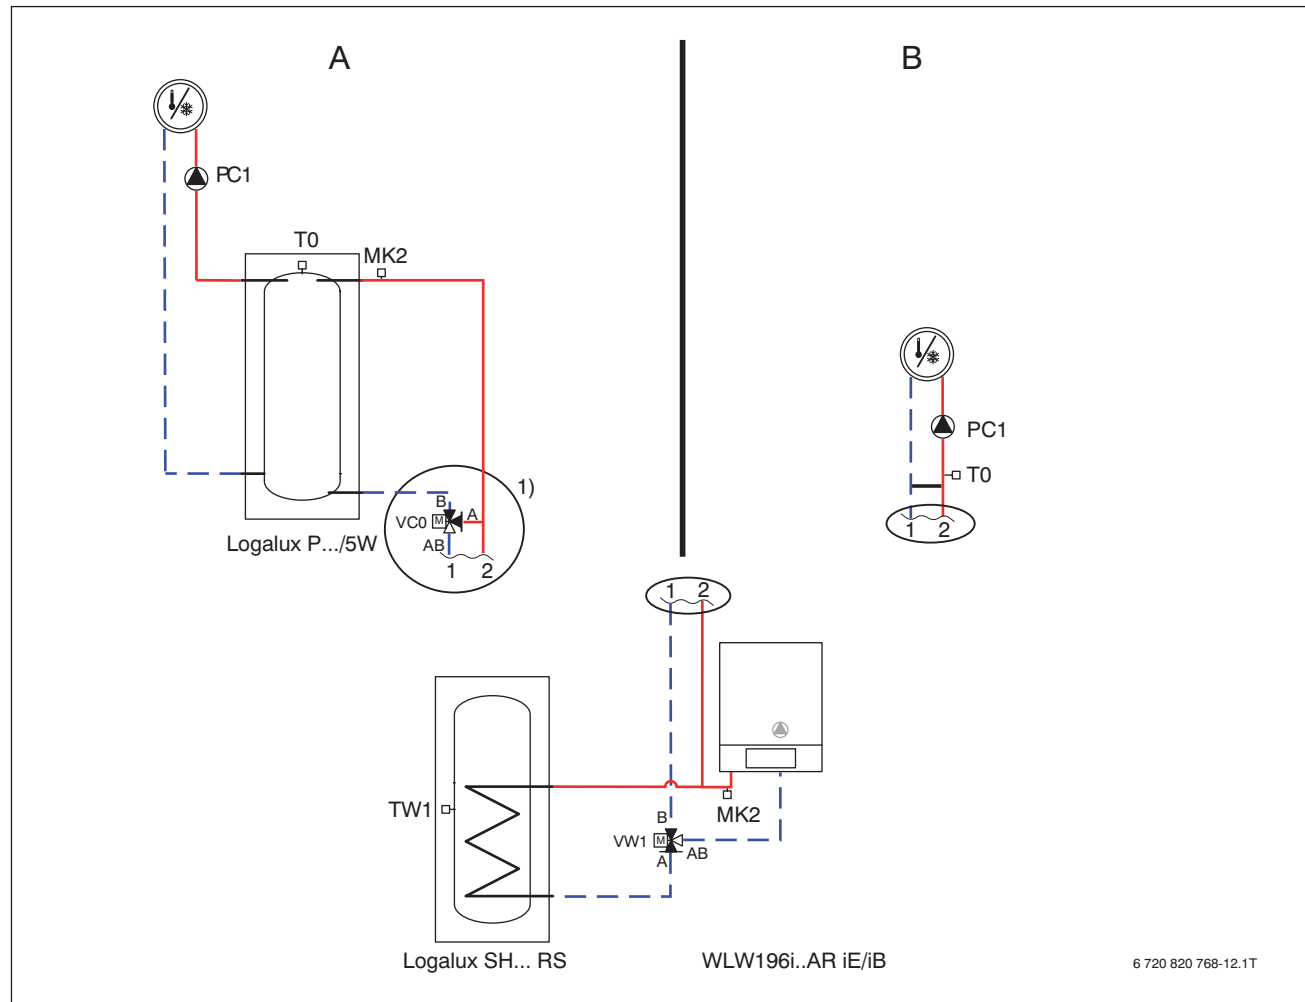 A
B
PC1
T0
MK2
1)
B
A
VC0
M
AB
1 2
Logalux P.../5W
PC1
T0
1 2
1 2
TW1
MK2
B
VW1
M
A
AB
Logalux SH... RS
WLW196i..AR iE/iB
6 720 820 768-12.1T